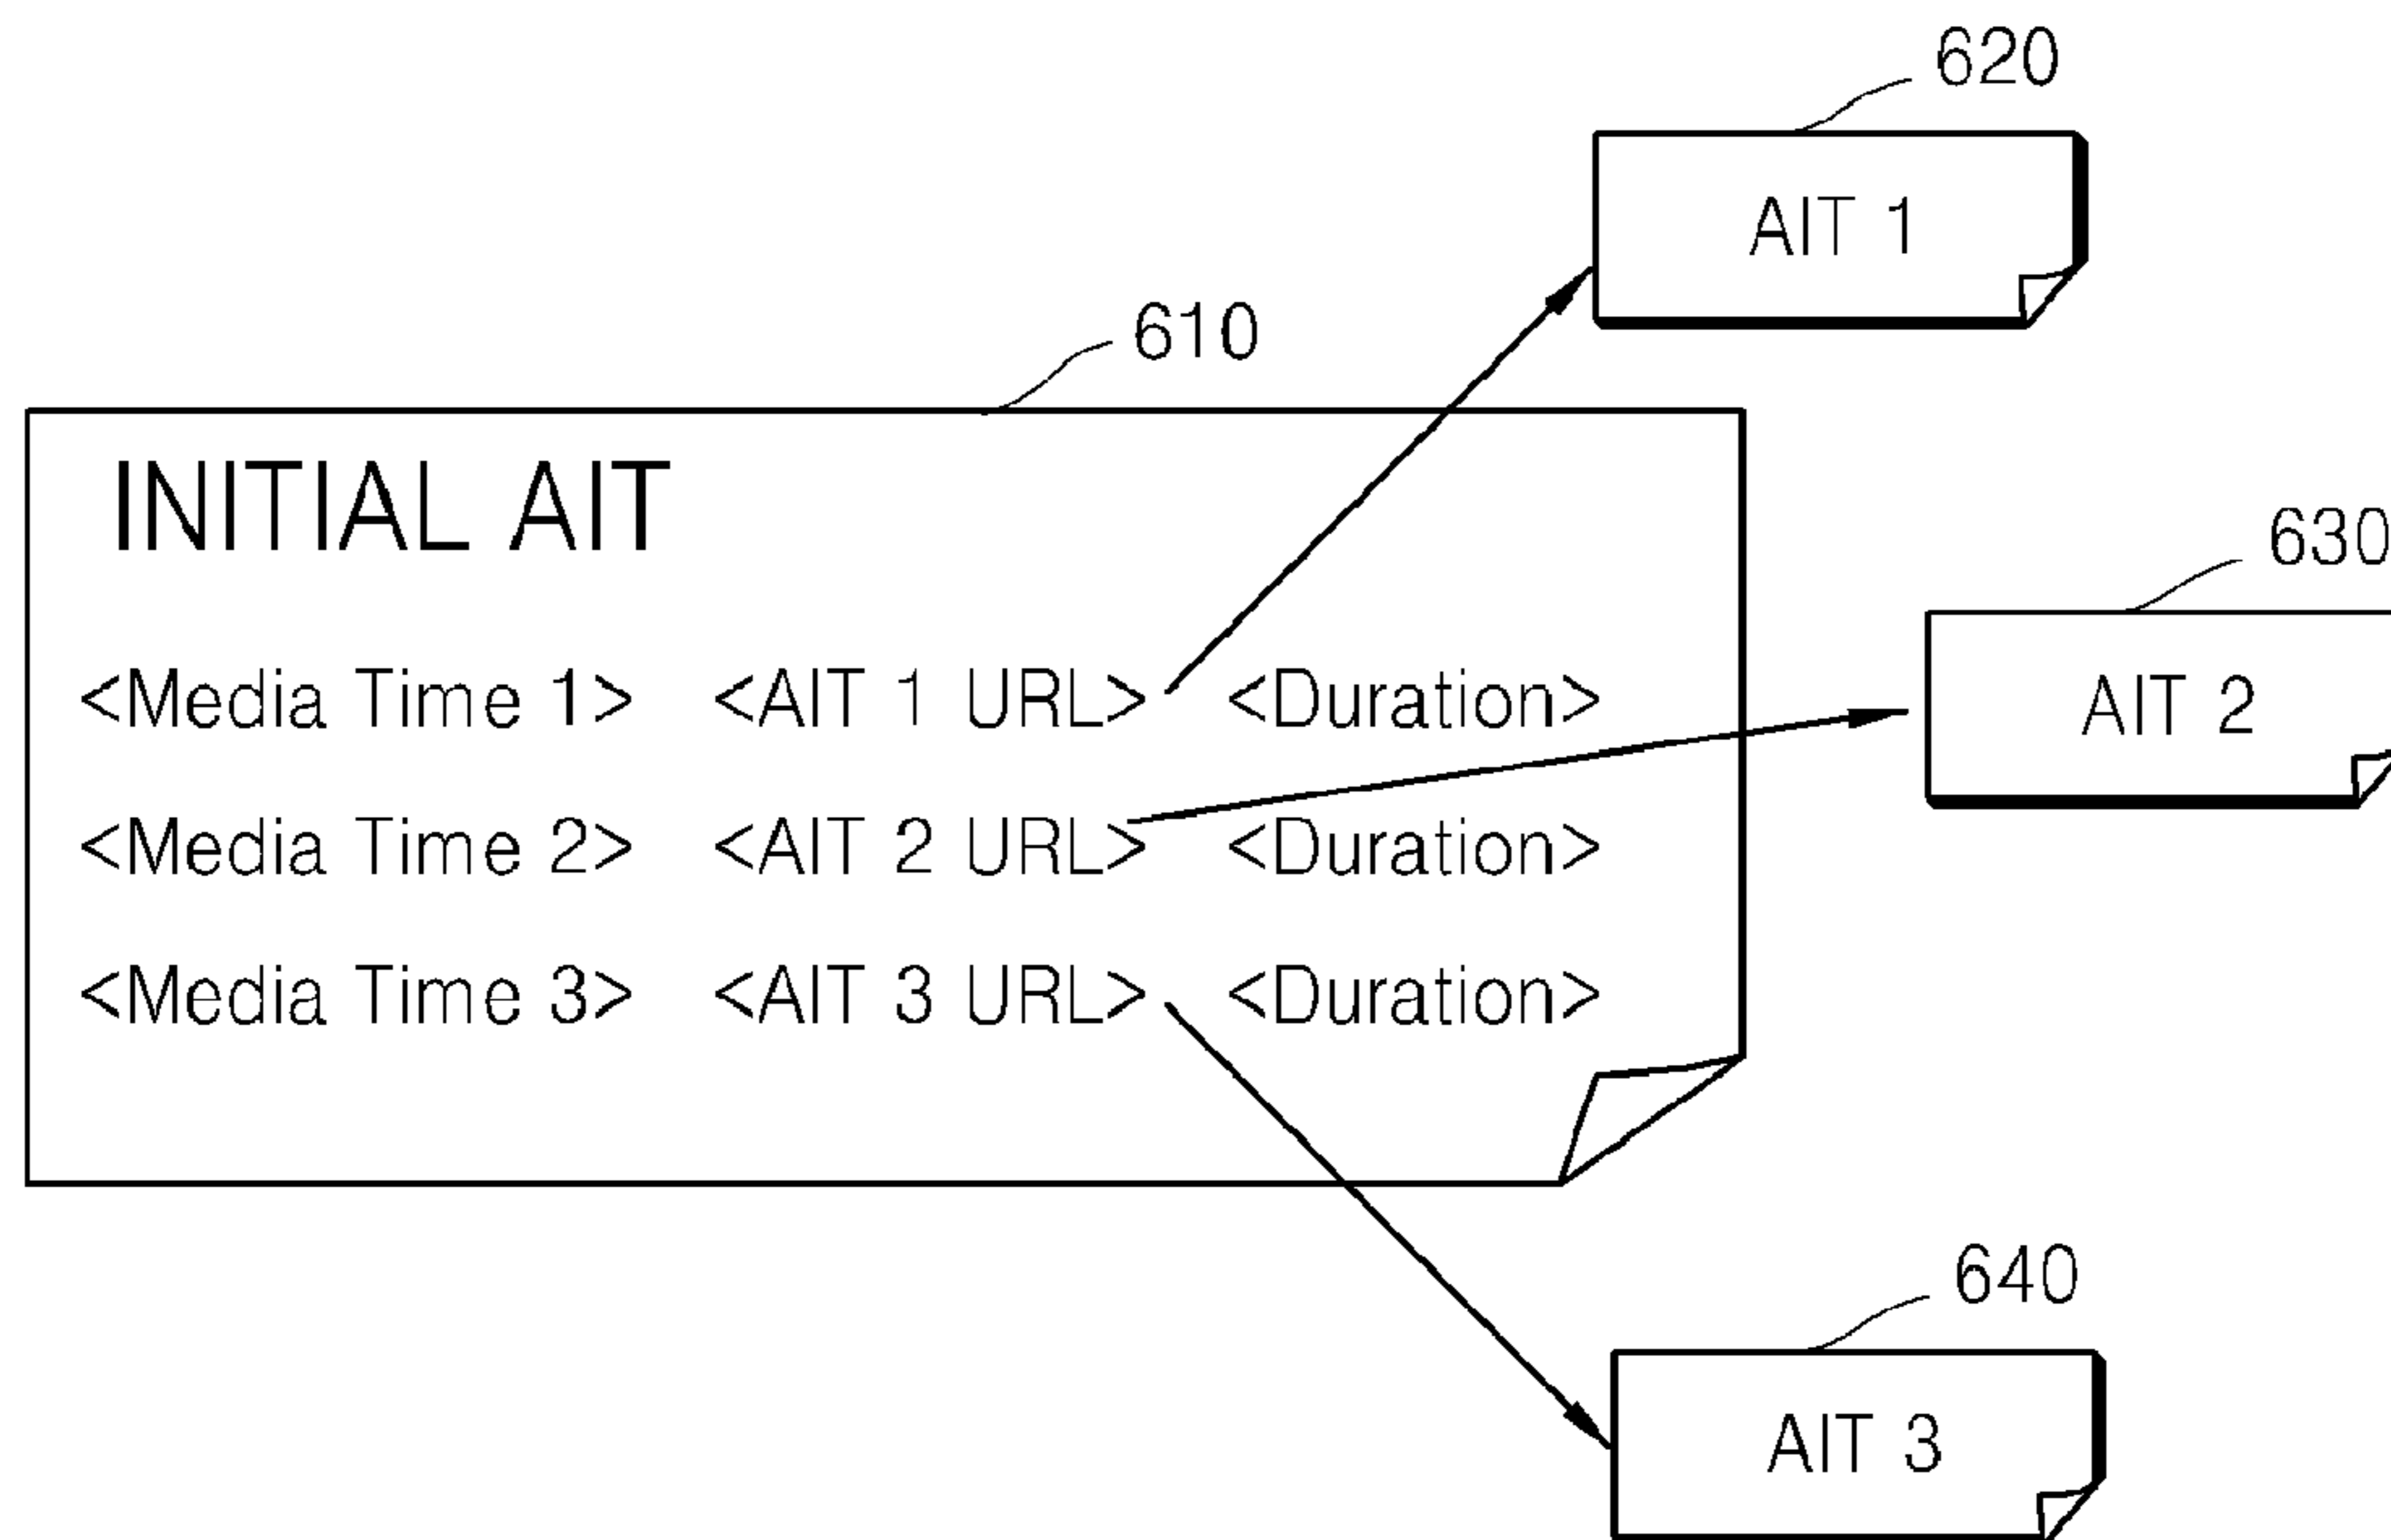 620
AIT 1
610
INITIAL AIT
630
<Media Time 1> <AIT 1 URL> <Duration>
AIT 2
<Media Time 2> <AIT 2 URL> <Duration>
<Media Time 3> <AIT 3 URL> <Duration>
640
AIT 3